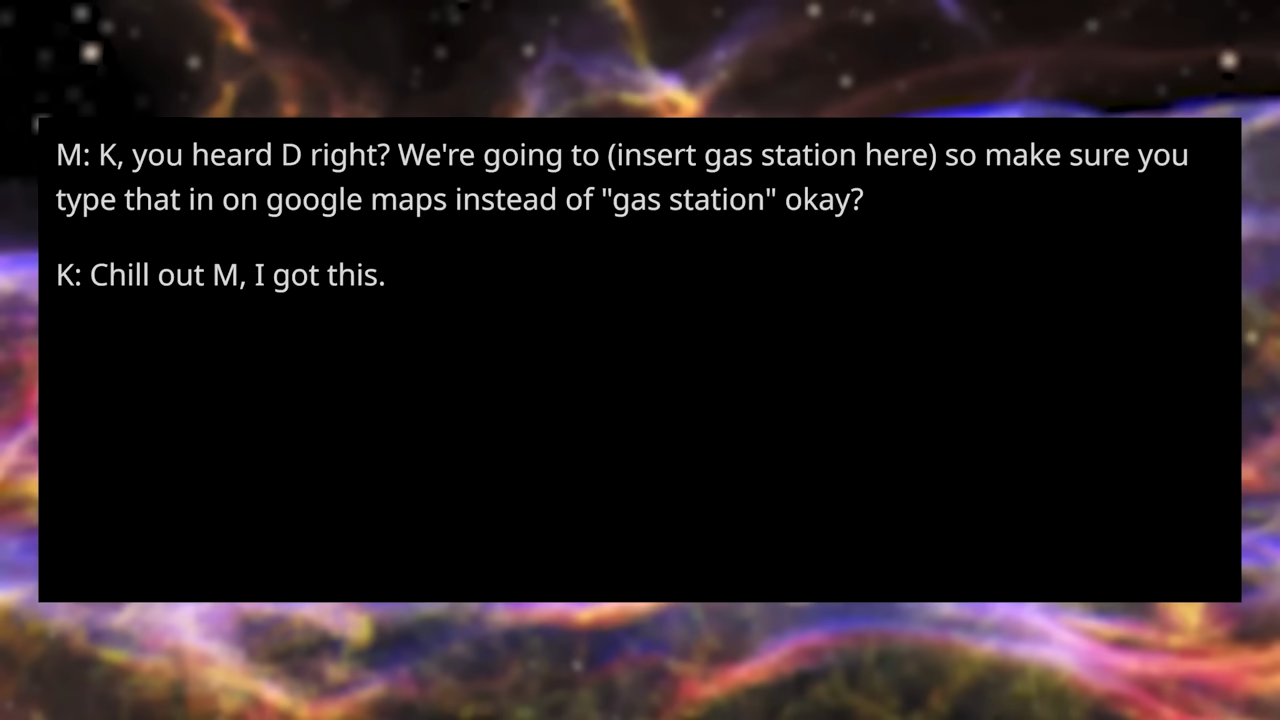 M: K, you heard D right? We're going to (insert gas station here) so make sure you
type that in on google maps instead of "gas station" okay?
K: Chill out M, I got this.